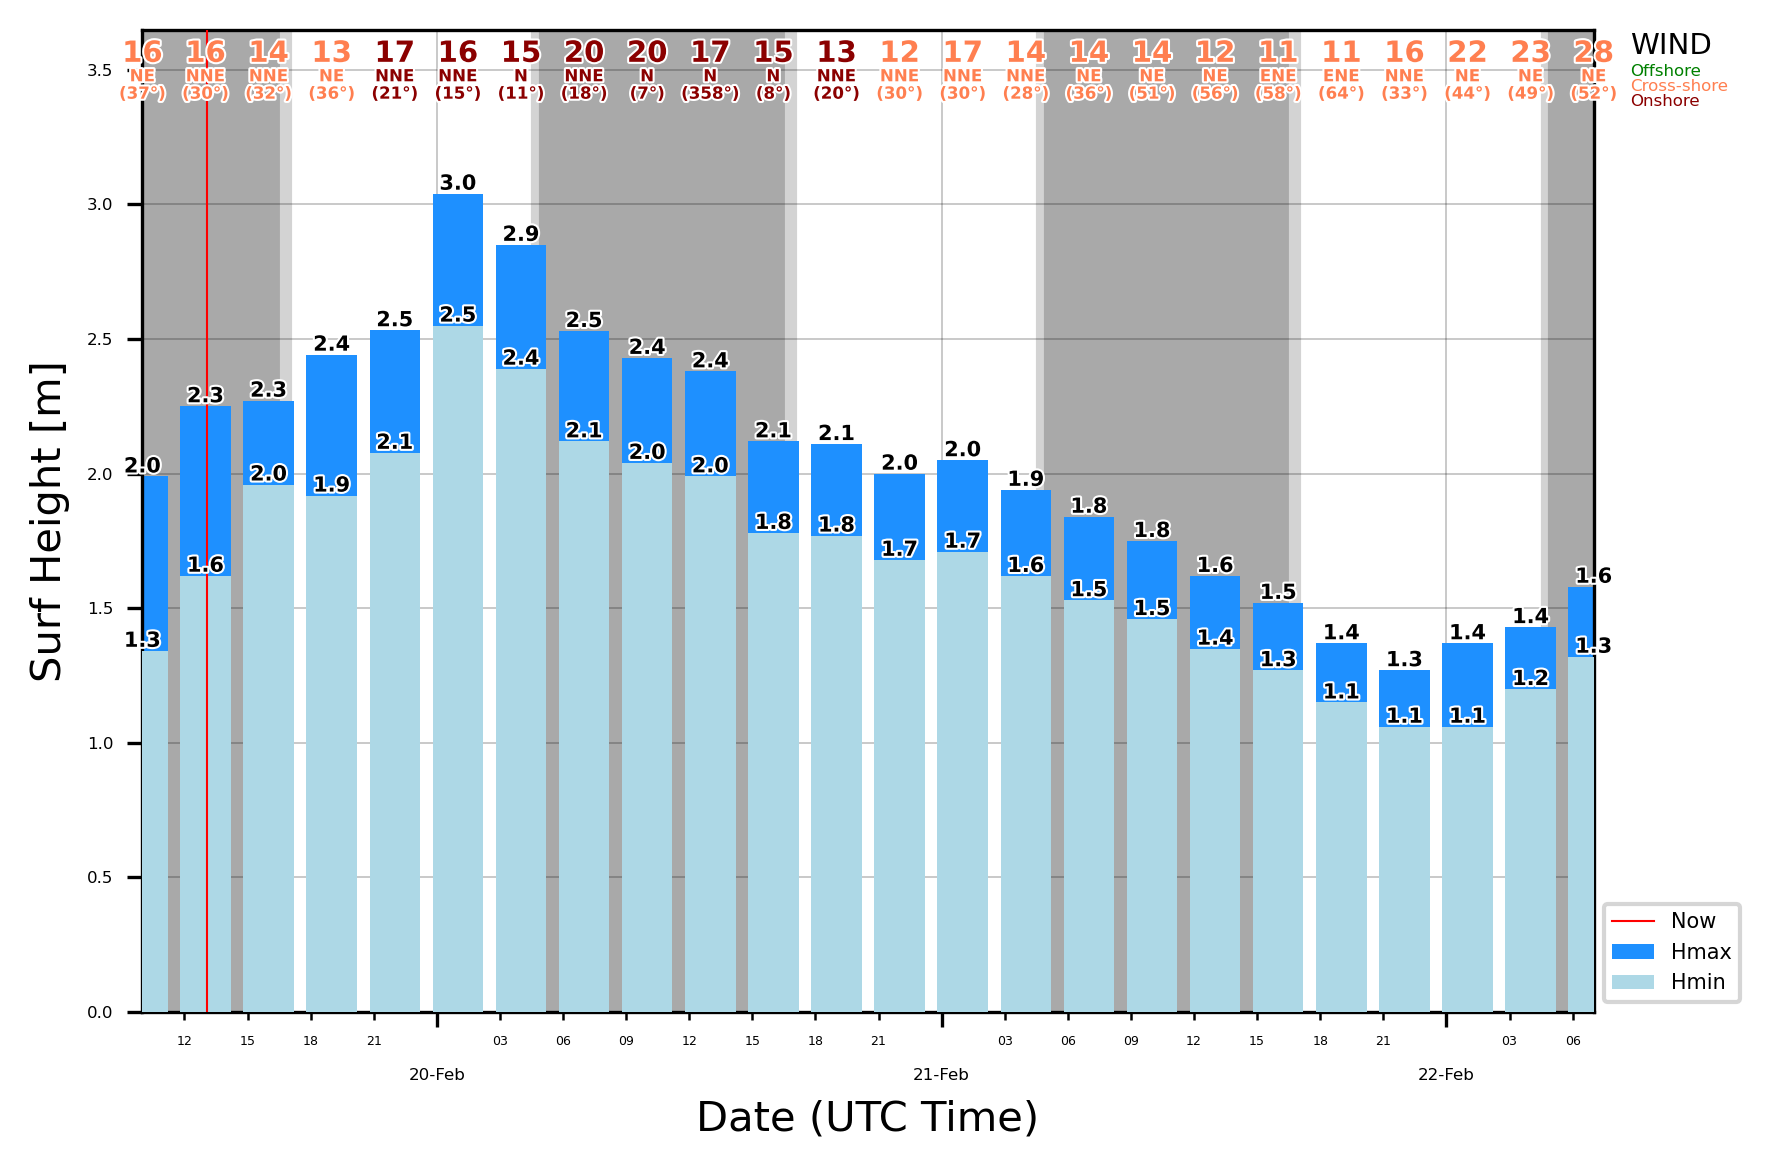 16 16 14 13 17 16 15 20 20 17 15 13 12 17 14 14 14 12 11 11 16 22 23 28
NE NNE NNE NE NNE NNE N NNE N N N NNE NNE NNE NNE NE NE NE ENE ENE NNE NE NE NE
(37°) (30°) (32°) (36°) (21°) (15°) (11°) (18°) (7°) (358°) (8°) (20°) (30°) (30°) (28°) (36°) (51°) (56°) (58°) (64°) (33°) (44°) (49°) (52°)
WIND
Offshore
Cross-shore
Onshore
Surf Height [m]
3.5
3.0
2.5
2.0
1.5
1.0
0.5
0.0
2.0 2.3 2.3 2.4 2.5 3.0 2.9 2.5 2.4 2.4 2.1 2.1 2.0 2.0 1.9 1.8 1.8 1.6 1.5 1.4 1.3 1.4 1.4 1.6
1.3 1.6 2.0 1.9 2.1 2.5 2.4 2.1 2.0 2.0 1.8 1.8 1.7 1.7 1.6 1.5 1.5 1.4 1.3 1.1 1.1 1.1 1.2 1.3
Now
Hmax
Hmin
12 15 18 21 03 06 09 12 15 18 21 03 06 09 12 15 18 21 03 06
20-Feb 21-Feb 22-Feb
Date (UTC Time)